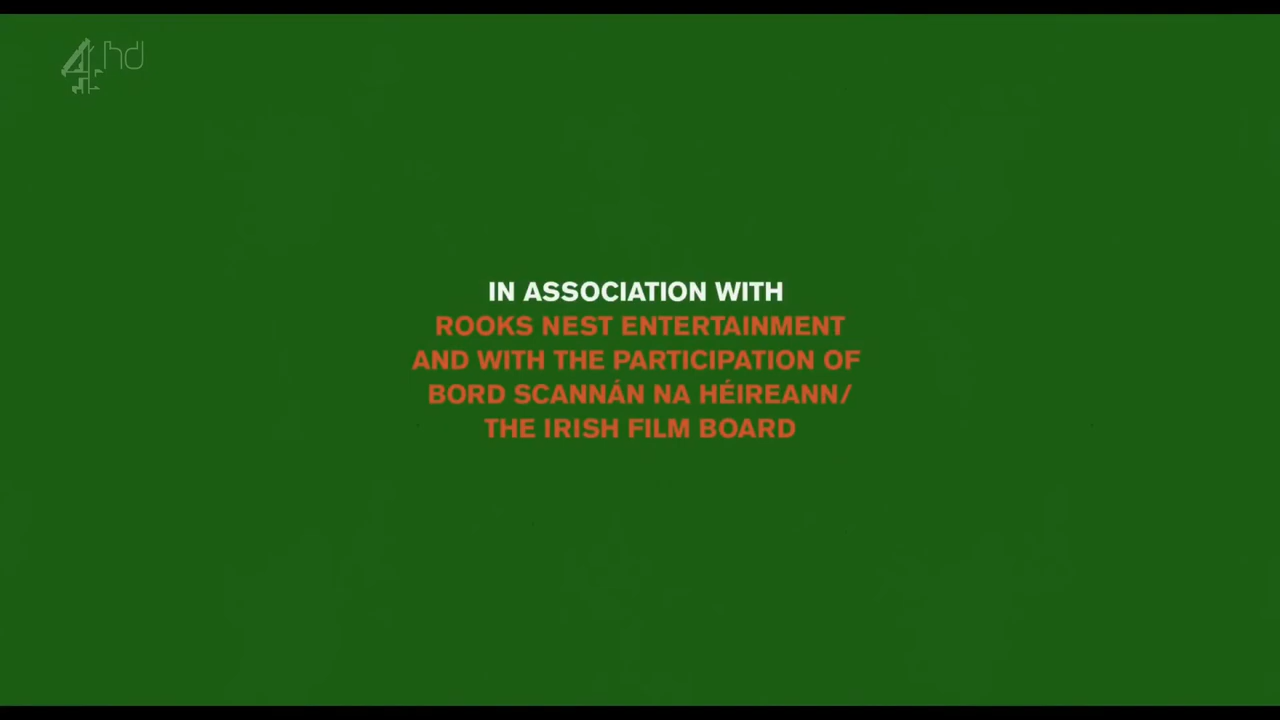 4hd
IN ASSOCIATION WITH
ROOKS NEST ENTERTAINMENT
AND WITH THE PARTICIPATION OF
BORD SCANNÁN NA HÉIREANN/
THE IRISH FILM BOARD